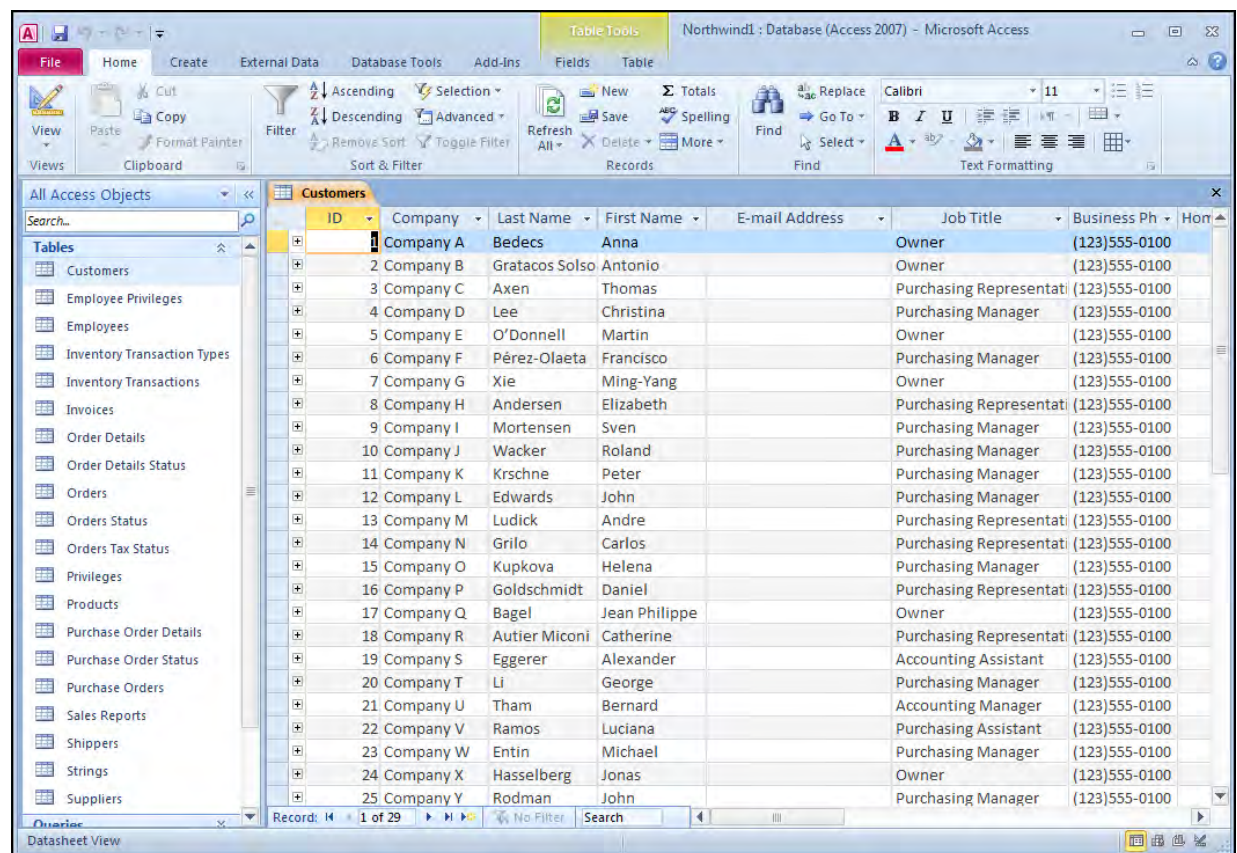 Table Tools Northwind1 : Database (Access 2007) - Microsoft Access
File Home Create External Data Database Tools Add-Ins Fields Table
View
Paste
Cut
Copy
Format Painter
Filter
Ascending
Descending
Remove Sort
Selection
Advanced
Toggle Filter
Refresh
All
New
Save
Delete
Totals
Spelling
More
Find
Replace
Go To
Select
Calibri 11
B I U
A
Views Clipboard Sort & Filter Records Find Text Formatting
All Access Objects
Search...
Tables
Customers
Employee Privileges
Employees
Inventory Transaction Types
Inventory Transactions
Invoices
Order Details
Order Details Status
Orders
Orders Status
Orders Tax Status
Privileges
Products
Purchase Order Details
Purchase Order Status
Purchase Orders
Sales Reports
Shippers
Strings
Suppliers
Queries
Customers
ID Company Last Name First Name E-mail Address Job Title Business Ph Hom
1 Company A Bedecs Anna Owner (123)555-0100
2 Company B Gratacos Solso Antonio Owner (123)555-0100
3 Company C Axen Thomas Purchasing Representati (123)555-0100
4 Company D Lee Christina Purchasing Manager (123)555-0100
5 Company E O'Donnell Martin Owner (123)555-0100
6 Company F Pérez-Olaeta Francisco Purchasing Manager (123)555-0100
7 Company G Xie Ming-Yang Owner (123)555-0100
8 Company H Andersen Elizabeth Purchasing Representati (123)555-0100
9 Company I Mortensen Sven Purchasing Manager (123)555-0100
10 Company J Wacker Roland Purchasing Manager (123)555-0100
11 Company K Krschne Peter Purchasing Manager (123)555-0100
12 Company L Edwards John Purchasing Manager (123)555-0100
13 Company M Ludick Andre Purchasing Representati (123)555-0100
14 Company N Grilo Carlos Purchasing Representati (123)555-0100
15 Company O Kupkova Helena Purchasing Manager (123)555-0100
16 Company P Goldschmidt Daniel Purchasing Representati (123)555-0100
17 Company Q Bagel Jean Philippe Owner (123)555-0100
18 Company R Autier Miconi Catherine Purchasing Representati (123)555-0100
19 Company S Eggerer Alexander Accounting Assistant (123)555-0100
20 Company T Li George Purchasing Manager (123)555-0100
21 Company U Tham Bernard Accounting Manager (123)555-0100
22 Company V Ramos Luciana Purchasing Assistant (123)555-0100
23 Company W Entin Michael Purchasing Manager (123)555-0100
24 Company X Hasselberg Jonas Owner (123)555-0100
25 Company Y Rodman John Purchasing Manager (123)555-0100
Record: 1 of 29 No Filter Search
Datasheet View